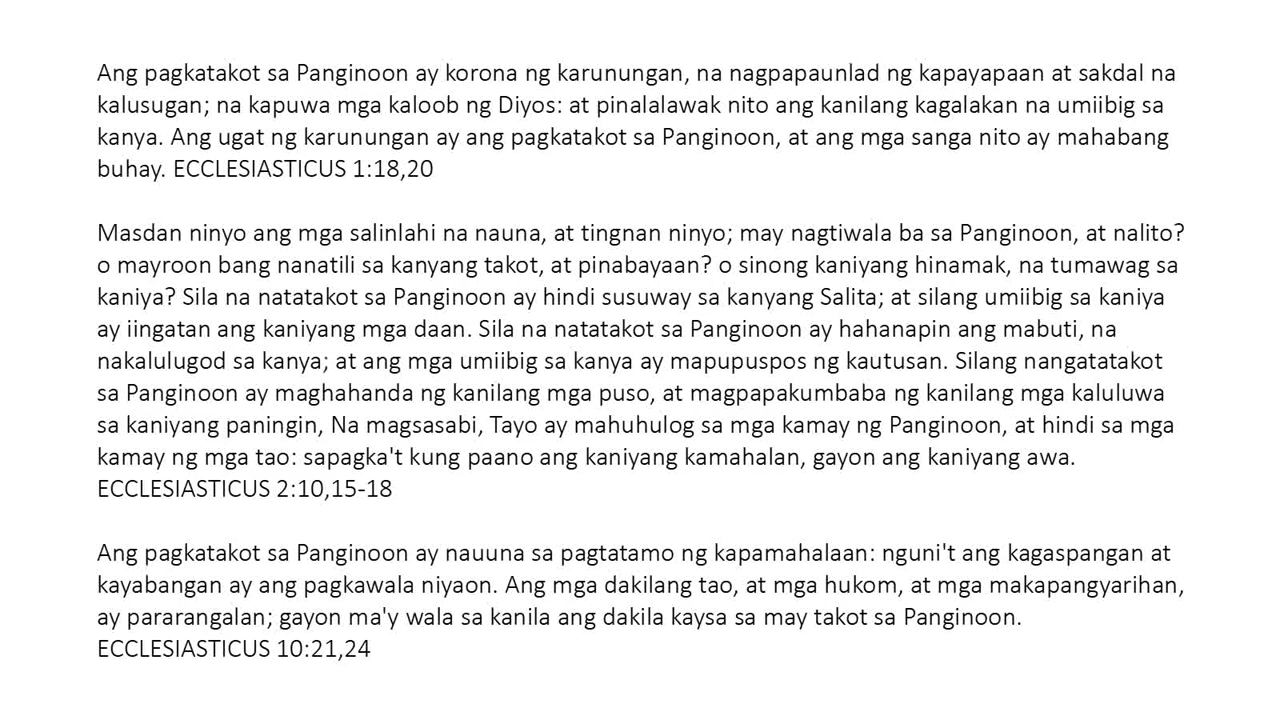 Ang pagkatakot sa Panginoon ay korona ng karunungan, na nagpapaunlad ng kapayapaan at sakdal na
kalusugan; na kapuwa mga kaloob ng Diyos: at pinalalawak nito ang kanilang kagalakan na umiibig sa
kanya. Ang ugat ng karunungan ay ang pagkatakot sa Panginoon, at ang mga sanga nito ay mahabang
buhay. ECCLESIASTICUS 1:18,20
Masdan ninyo ang mga salinlahi na nauna, at tingnan ninyo; may nagtiwala ba sa Panginoon, at nalito?
o mayroon bang nanatili sa kanyang takot, at pinabayaan? o sinong kaniyang hinamak, na tumawag sa
kaniya? Sila na natatakot sa Panginoon ay hindi susuway sa kanyang Salita; at silang umiibig sa kaniya
ay iingatan ang kaniyang mga daan. Sila na natatakot sa Panginoon ay hahanapin ang mabuti, na
nakalulugod sa kanya; at ang mga umiibig sa kanya ay mapupuspos ng kautusan. Silang nangatatakot
sa Panginoon ay maghahanda ng kanilang mga puso, at magpapakumbaba ng kanilang mga kaluluwa
sa kaniyang paningin, Na magsasabi, Tayo ay mahuhulog sa mga kamay ng Panginoon, at hindi sa mga
kamay ng mga tao: sapagka't kung paano ang kaniyang kamahalan, gayon ang kaniyang awa.
ECCLESIASTICUS 2:10,15-18
Ang pagkatakot sa Panginoon ay nauuna sa pagtatamo ng kapamahalaan: nguni't ang kagaspangan at
kayabangan ay ang pagkawala niyaon. Ang mga dakilang tao, at mga hukom, at mga makapangyarihan,
ay pararangalan; gayon ma'y wala sa kanila ang dakila kaysa sa may takot sa Panginoon.
ECCLESIASTICUS 10:21,24